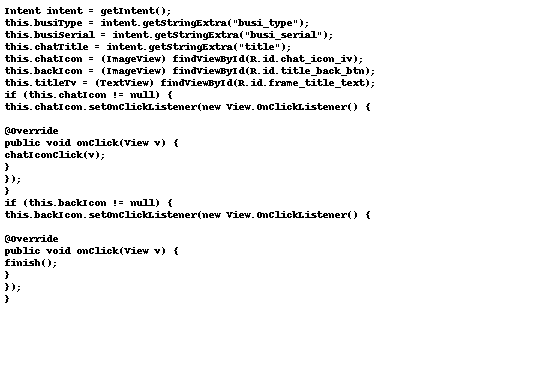 Intent intent = getIntent();
this.busiType = intent.getStringExtra("busi_type");
this.busiSerial = intent.getStringExtra("busi_serial");
this.chatTitle = intent.getStringExtra("title");
this.chatIcon = (ImageView) findViewById(R.id.chat_icon_iv);
this.backIcon = (ImageView) findViewById(R.id.title_back_btn);
this.titleTv = (TextView) findViewById(R.id.frame_title_text);
if (this.chatIcon != null) {
this.chatIcon.setOnClickListener(new View.OnClickListener() {
@Override
public void onClick(View v) {
chatIconClick(v);
}
});
}
if (this.backIcon != null) {
this.backIcon.setOnClickListener(new View.OnClickListener() {
@Override
public void onClick(View v) {
finish();
}
});
}